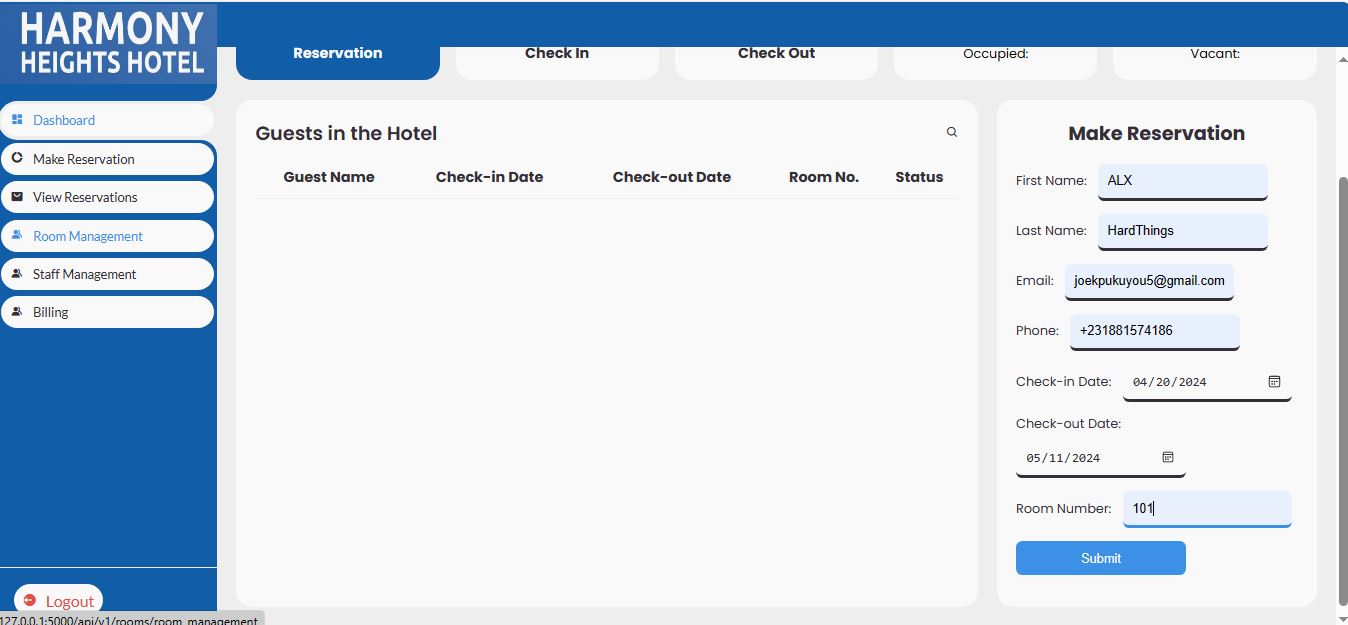 HARMONY
HEIGHTS HOTEL
Reservation
Check In
Check Out
Occupied:
Vacant:
Dashboard
Make Reservation
View Reservations
Room Management
Staff Management
Billing
Logout
Guests in the Hotel
Guest Name Check-in Date Check-out Date Room No. Status
Make Reservation
First Name: ALX
Last Name: HardThings
Email: joekpukuyou5@gmail.com
Phone: +231881574186
Check-in Date: 04/20/2024
Check-out Date:
05/11/2024
Room Number: 101
Submit
127.0.0.1:5000/api/v1/rooms/room_management